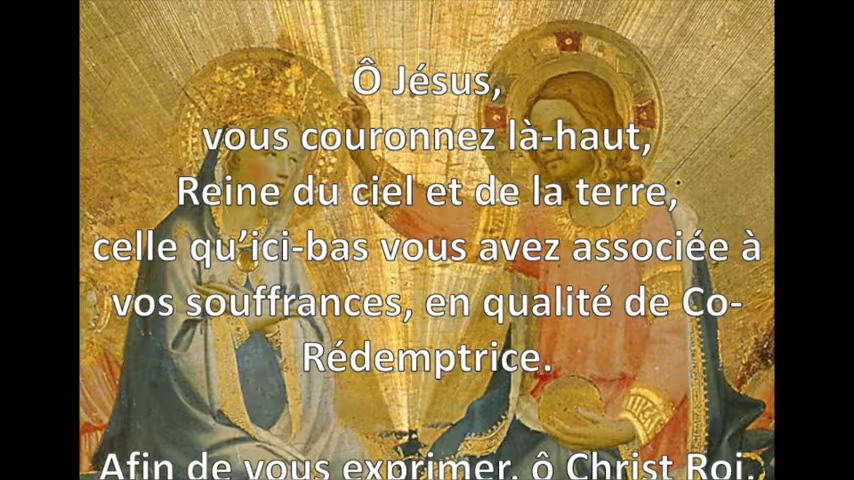 Ô Jésus,
vous couronnez là-haut,
Reine du ciel et de la terre,
celle qu’ici-bas vous avez associée à
vos souffrances, en qualité de Co-
Rédemptrice.
Afin de vous exprimer, ô Christ Roi,